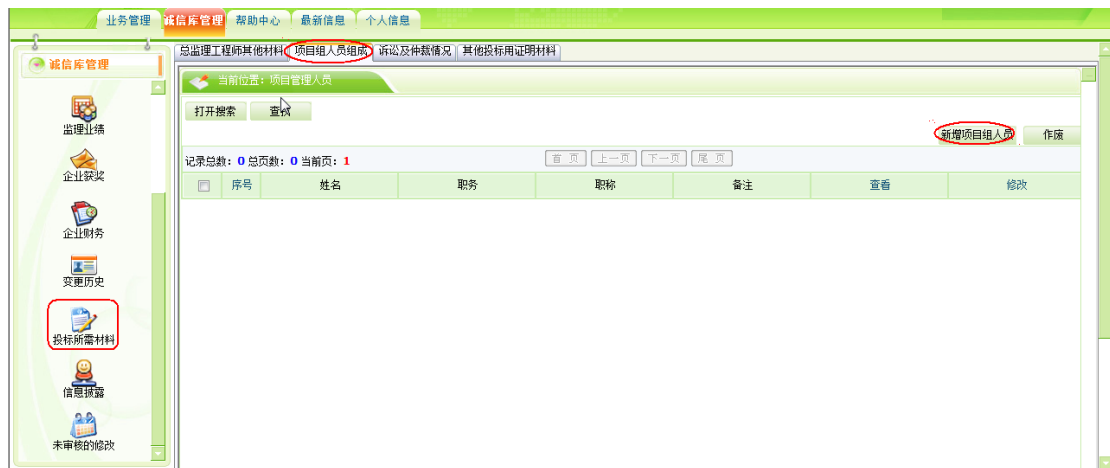 业务管理 诚信库管理 帮助中心 最新信息 个人信息
诚信库管理
总监理工程师其他材料 项目组人员组成 诉讼及仲裁情况 其他投标用证明材料
当前位置：项目管理人员
打开搜索 查找
新增项目组人员 作废
记录总数：0 总页数：0 当前页：1 首 页 上一页 下一页 尾 页
序号 姓名 职务 职称 备注 查看 修改
监理业绩
企业获奖
企业财务
变更历史
投标所需材料
信息披露
未审核的修改